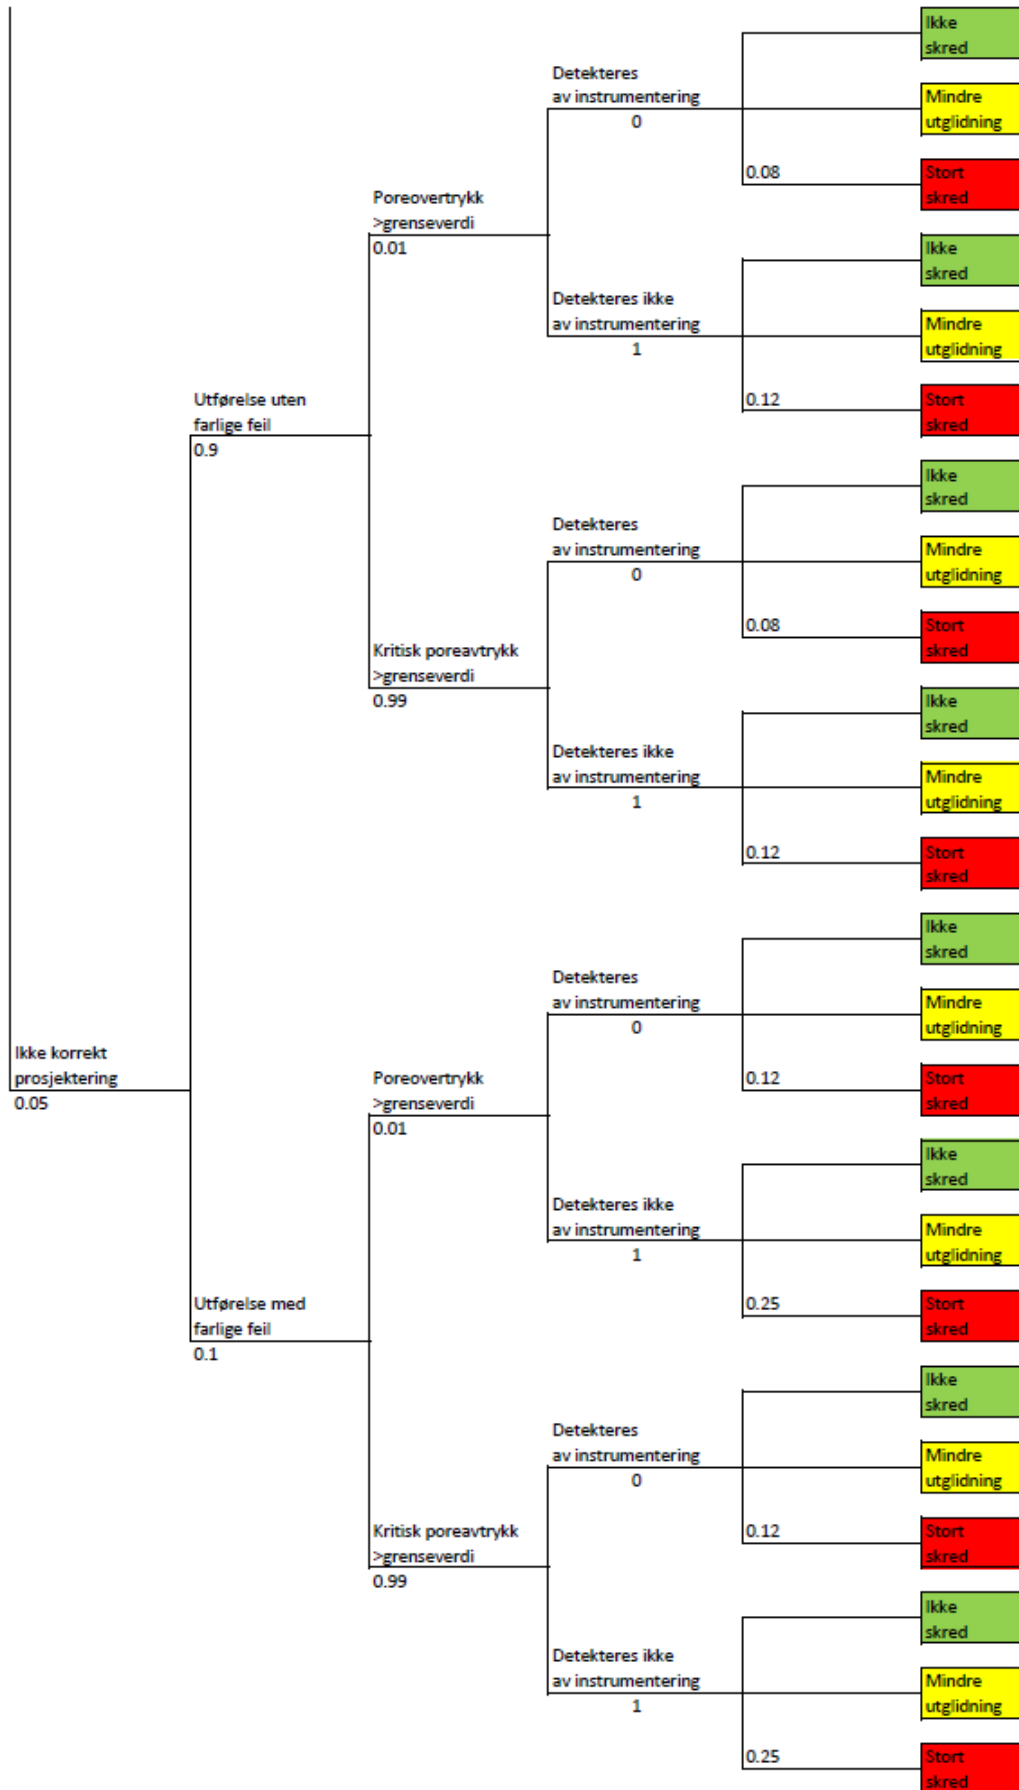 Ikke
skred
Detekteres
av instrumentering
0
Mindre
utglidning
0.08
Stort
skred
Poreovertrykk
>grenseverdi
0.01
Ikke
skred
Detekteres ikke
av instrumentering
1
Mindre
utglidning
0.12
Stort
skred
Utførelse uten
farlige feil
0.9
Ikke
skred
Detekteres
av instrumentering
0
Mindre
utglidning
0.08
Stort
skred
Kritisk poreavtrykk
>grenseverdi
0.99
Ikke
skred
Detekteres ikke
av instrumentering
1
Mindre
utglidning
0.12
Stort
skred
Ikke
skred
Detekteres
av instrumentering
0
Mindre
utglidning
Ikke korrekt
prosjektering
0.05
0.12
Stort
skred
Poreovertrykk
>grenseverdi
0.01
Ikke
skred
Detekteres ikke
av instrumentering
1
Mindre
utglidning
0.25
Stort
skred
Utførelse med
farlige feil
0.1
Ikke
skred
Detekteres
av instrumentering
0
Mindre
utglidning
0.12
Stort
skred
Kritisk poreavtrykk
>grenseverdi
0.99
Ikke
skred
Detekteres ikke
av instrumentering
1
Mindre
utglidning
0.25
Stort
skred